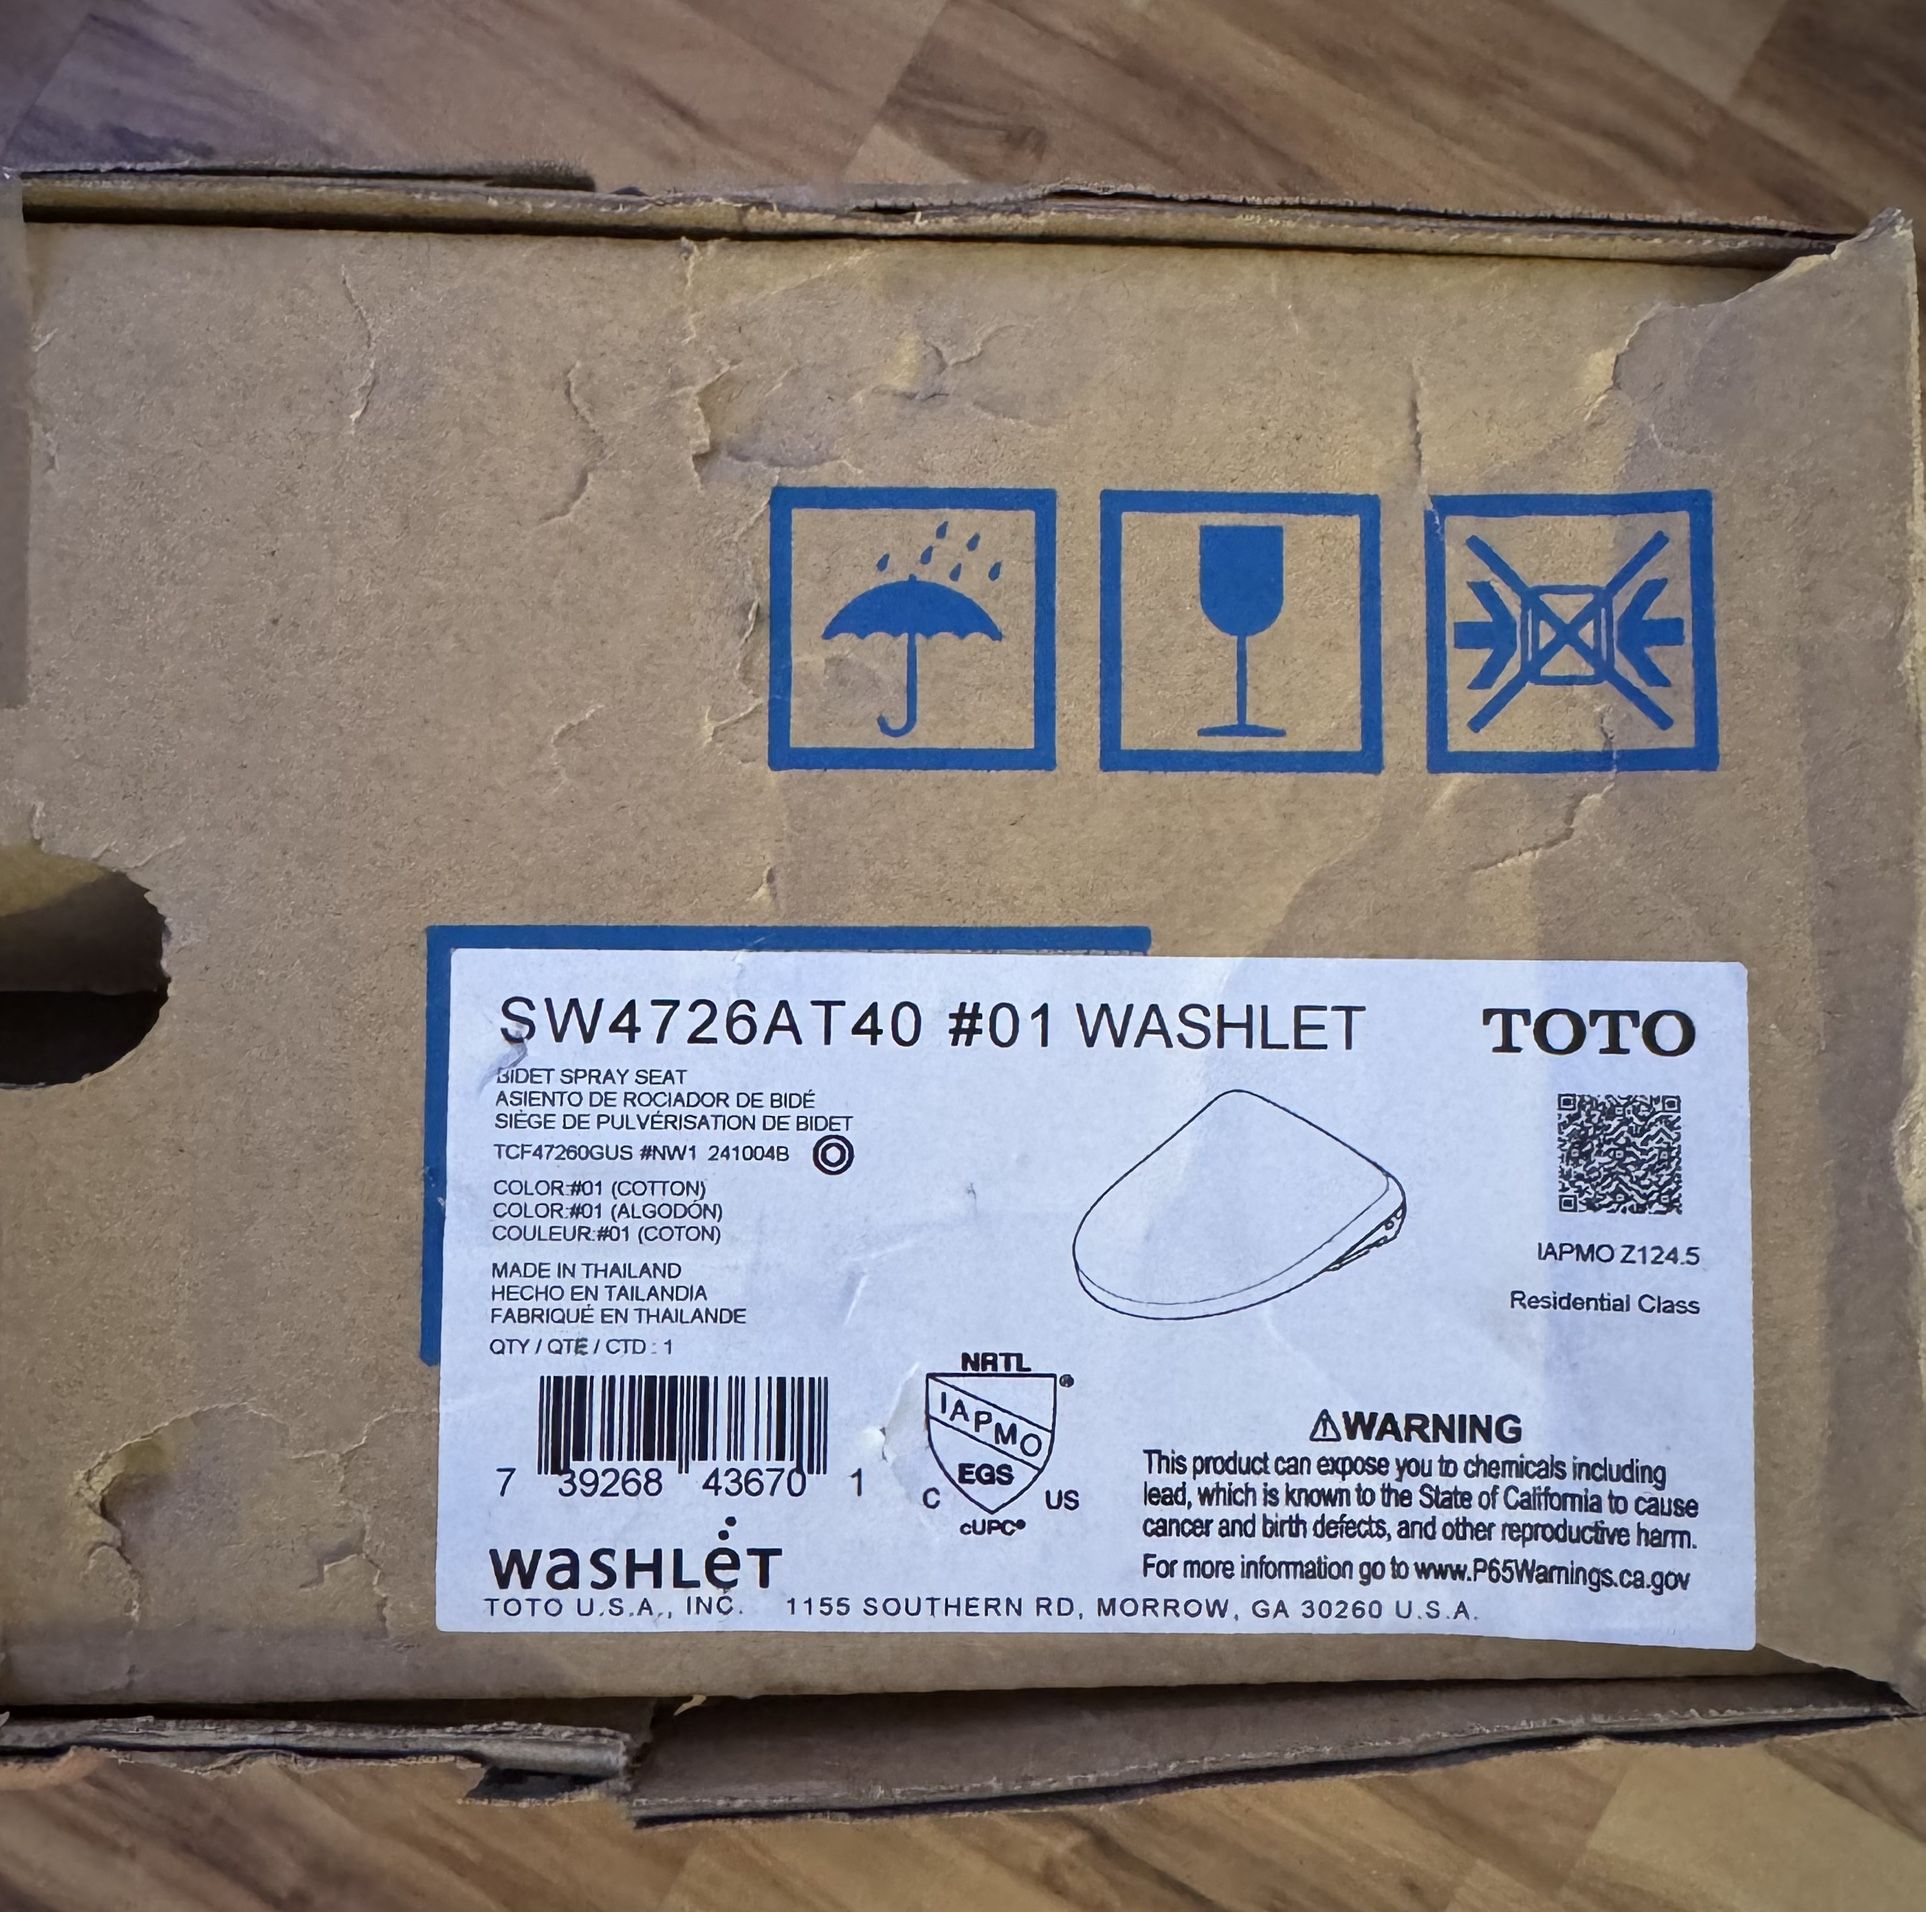 SW4726AT40 #01 WASHLET
TOTO
BIDET SPRAY SEAT
ASIENTO DE ROCIADOR DE BIDÉ
SIÈGE DE PULVÉRISATION DE BIDET
TCF47260GUS #NW1 241004B
COLOR:#01 (COTTON)
COLOR:#01 (ALGODÓN)
COULEUR:#01 (COTON)
MADE IN THAILAND
HECHO EN TAILANDIA
FABRIQUÉ EN THAILANDE
QTY / QTE / CTD : 1
7 39268 43670 1
IAPMO Z124.5
Residential Class
NRTL
®
IAPMO
EGS
C US
cUPC®
⚠WARNING
This product can expose you to chemicals including
lead, which is known to the State of California to cause
cancer and birth defects, and other reproductive harm.
For more information go to www.P65Warnings.ca.gov
WaSHLeT
TOTO U.S.A., INC. 1155 SOUTHERN RD, MORROW, GA 30260 U.S.A.